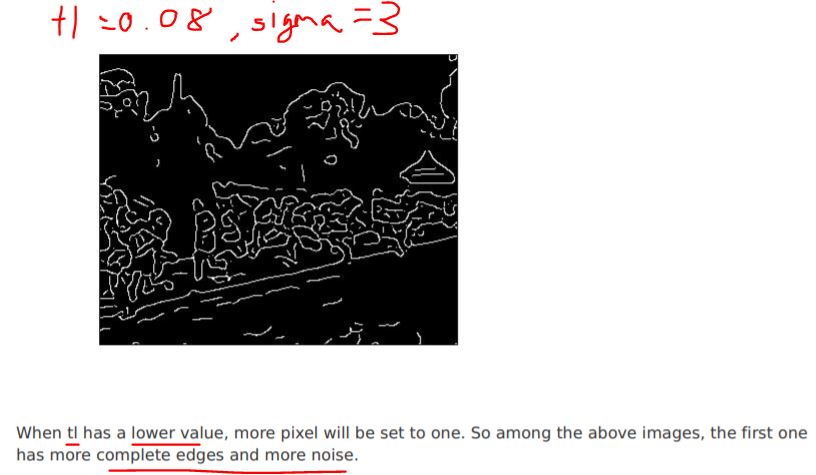 tl = 0.08, sigma = 3
When tl has a lower value, more pixel will be set to one. So among the above images, the first one
has more complete edges and more noise.